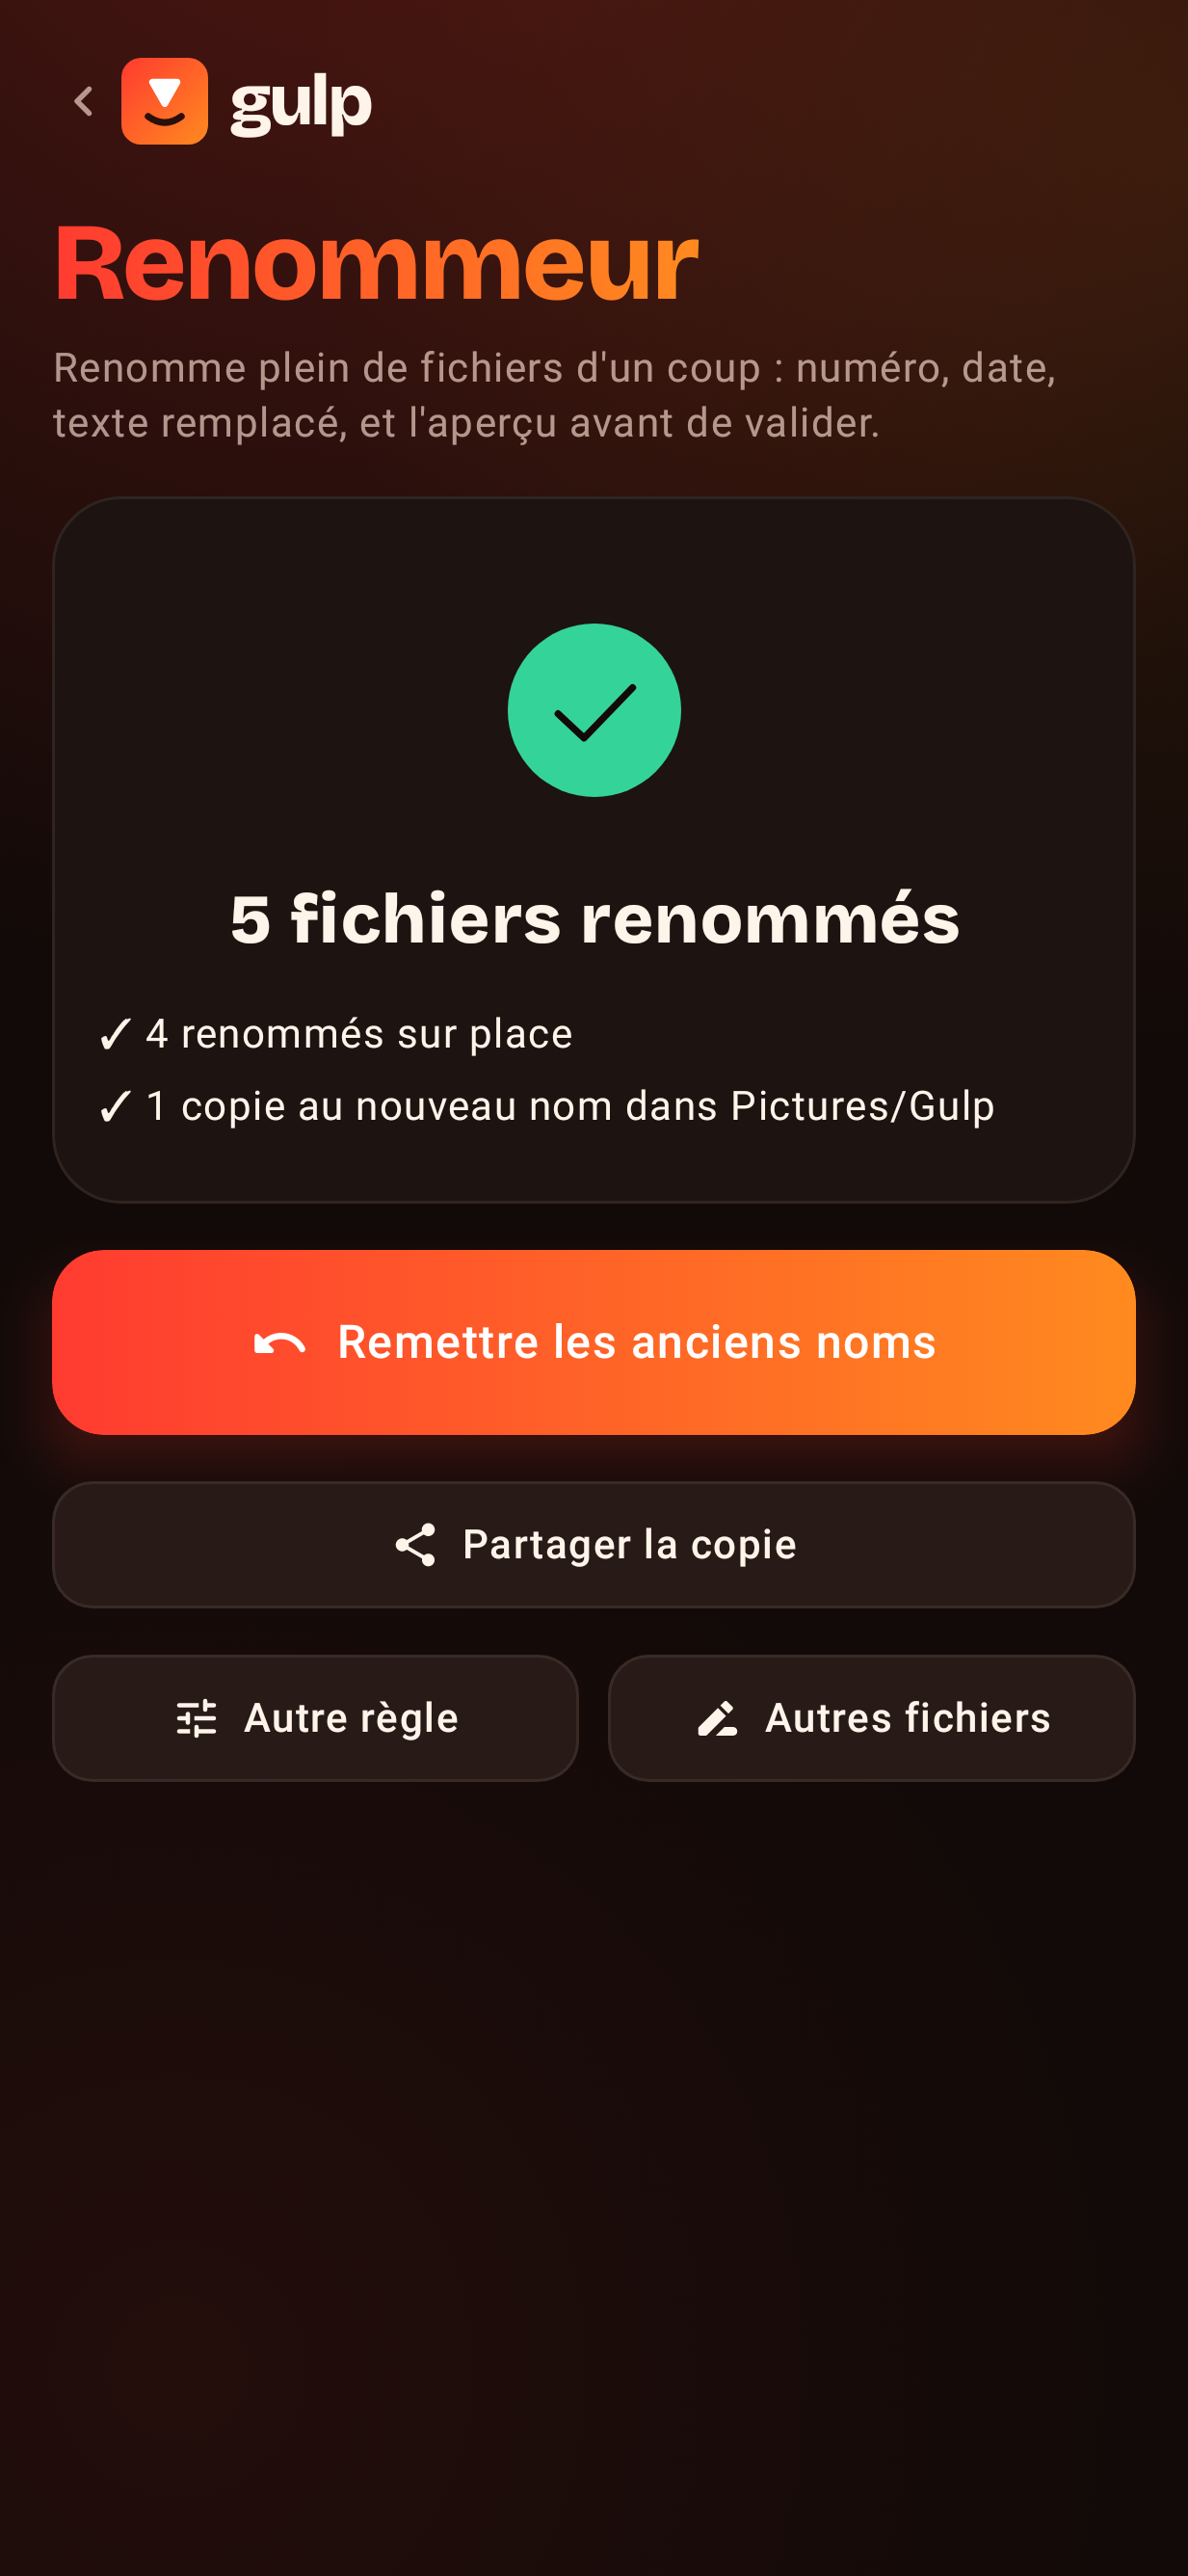 gulp
Renommeur
Renomme plein de fichiers d'un coup : numéro, date,
texte remplacé, et l'aperçu avant de valider.
5 fichiers renommés
✓ 4 renommés sur place
✓ 1 copie au nouveau nom dans Pictures/Gulp
Remettre les anciens noms
Partager la copie
Autre règle
Autres fichiers